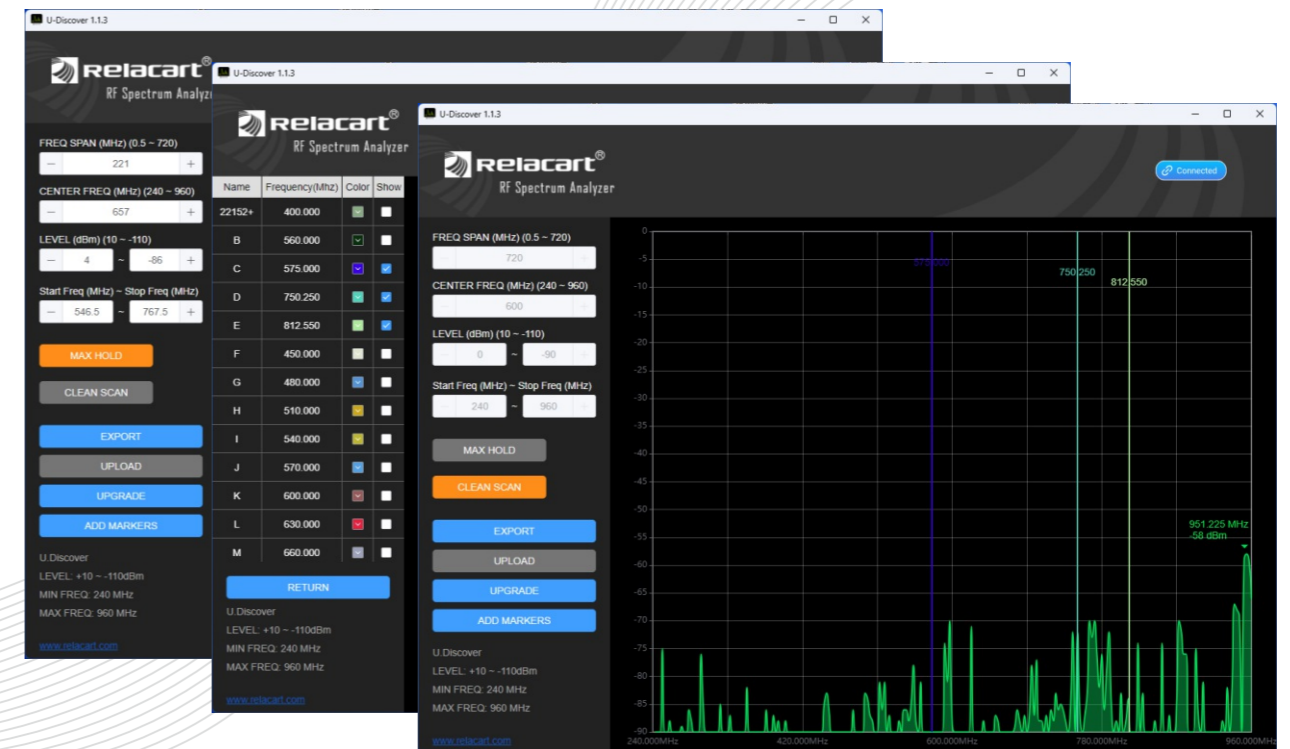 U-Discover 1.1.3
Relacart®
RF Spectrum Analyz
FREQ SPAN (MHz) (0.5 ~ 720)
− 221 +
CENTER FREQ (MHz) (240 ~ 960)
− 657 +
LEVEL (dBm) (10 ~ -110)
− 4 ~ -86 +
Start Freq (MHz) ~ Stop Freq (MHz)
− 546.5 ~ 767.5 +
MAX HOLD
CLEAN SCAN
EXPORT
UPLOAD
UPGRADE
ADD MARKERS
U.Discover
LEVEL: +10 ~ -110dBm
MIN FREQ: 240 MHz
MAX FREQ: 960 MHz
www.relacart.com
U-Discover 1.1.3
Relacart®
RF Spectrum Analyzer
Name Frequency(Mhz) Color Show
22152+ 400.000
B 560.000
C 575.000
D 750.250
E 812.550
F 450.000
G 480.000
H 510.000
I 540.000
J 570.000
K 600.000
L 630.000
M 660.000
RETURN
U.Discover
LEVEL: +10 ~ -110dBm
MIN FREQ: 240 MHz
MAX FREQ: 960 MHz
www.relacart.com
U-Discover 1.1.3
Relacart®
RF Spectrum Analyzer
Connected
FREQ SPAN (MHz) (0.5 ~ 720)
− 720 +
CENTER FREQ (MHz) (240 ~ 960)
− 600 +
LEVEL (dBm) (10 ~ -110)
− 0 ~ -90 +
Start Freq (MHz) ~ Stop Freq (MHz)
− 240 ~ 960 +
MAX HOLD
CLEAN SCAN
EXPORT
UPLOAD
UPGRADE
ADD MARKERS
U.Discover
LEVEL: +10 ~ -110dBm
MIN FREQ: 240 MHz
MAX FREQ: 960 MHz
www.relacart.com
0
-5
575.000
750.250
-10
812.550
-15
-20
-25
-30
-35
-40
-45
-50
951.225 MHz
-58 dBm
-55
-60
-65
-70
-75
-80
-85
-90
240.000MHz 420.000MHz 600.000MHz 780.000MHz 960.000MHz